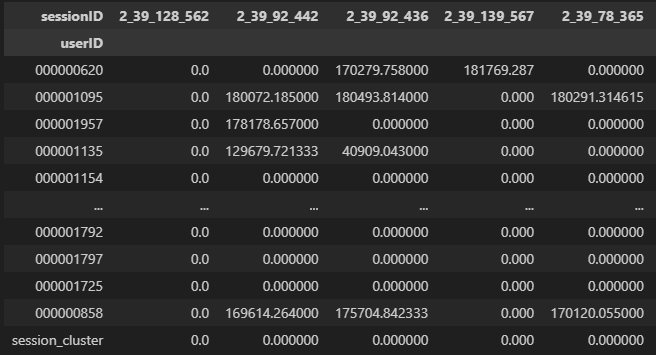 sessionID 2_39_128_562 2_39_92_442 2_39_92_436 2_39_139_567 2_39_78_365
userID
000000620 0.0 0.000000 170279.758000 181769.287 0.000000
000001095 0.0 180072.185000 180493.814000 0.000 180291.314615
000001957 0.0 178178.657000 0.000000 0.000 0.000000
000001135 0.0 129679.721333 40909.043000 0.000 0.000000
000001154 0.0 0.000000 0.000000 0.000 0.000000
... ... ... ... ... ...
000001792 0.0 0.000000 0.000000 0.000 0.000000
000001797 0.0 0.000000 0.000000 0.000 0.000000
000001725 0.0 0.000000 0.000000 0.000 0.000000
000000858 0.0 169614.264000 175704.842333 0.000 170120.055000
session_cluster 0.0 0.000000 0.000000 0.000 0.000000